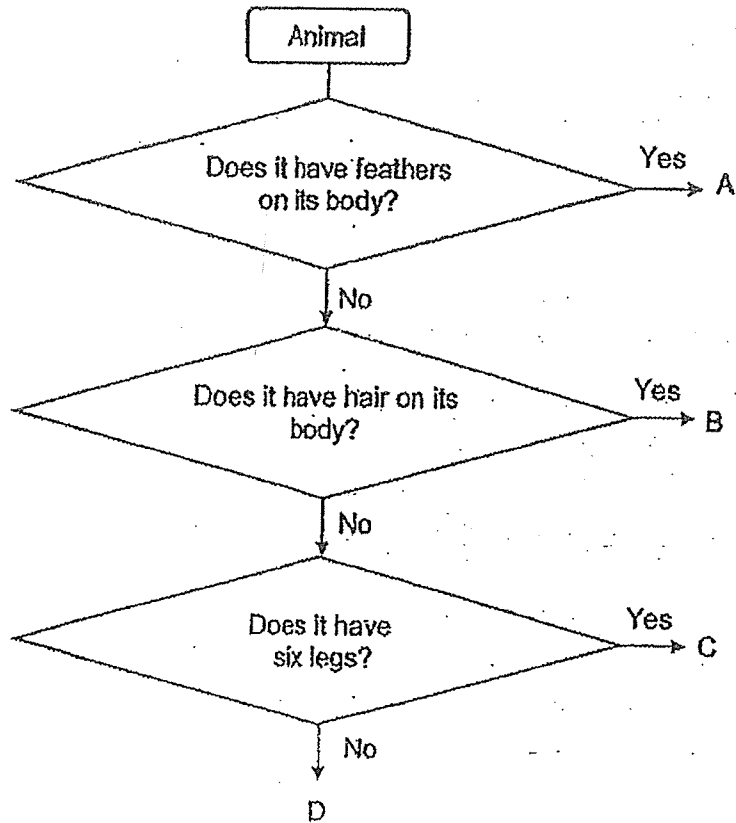 Animal
Does it have feathers
on its body?
Yes
A
No
Does it have hair on its
body?
Yes
B
No
Does it have
six legs?
Yes
C
No
D